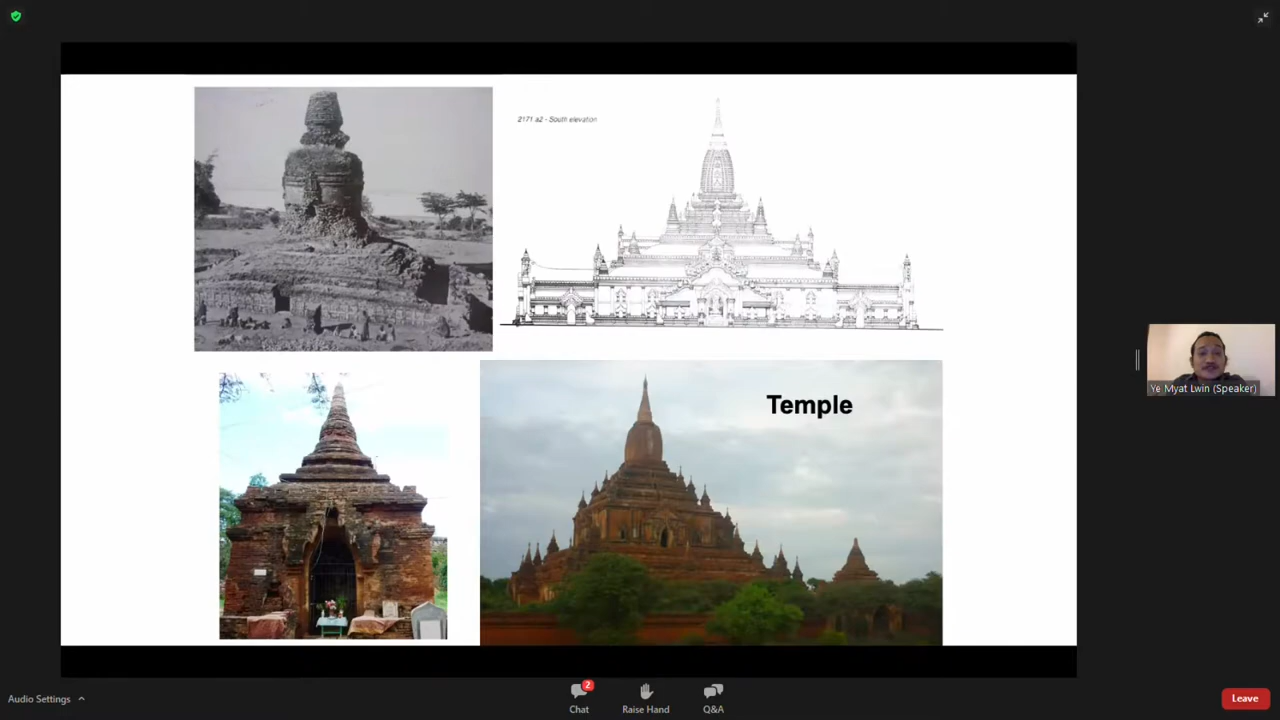 2171 a2 - South elevation
Temple
Ye Myat Lwin (Speaker)
Audio Settings
2
Chat
Raise Hand
Q&A
Leave